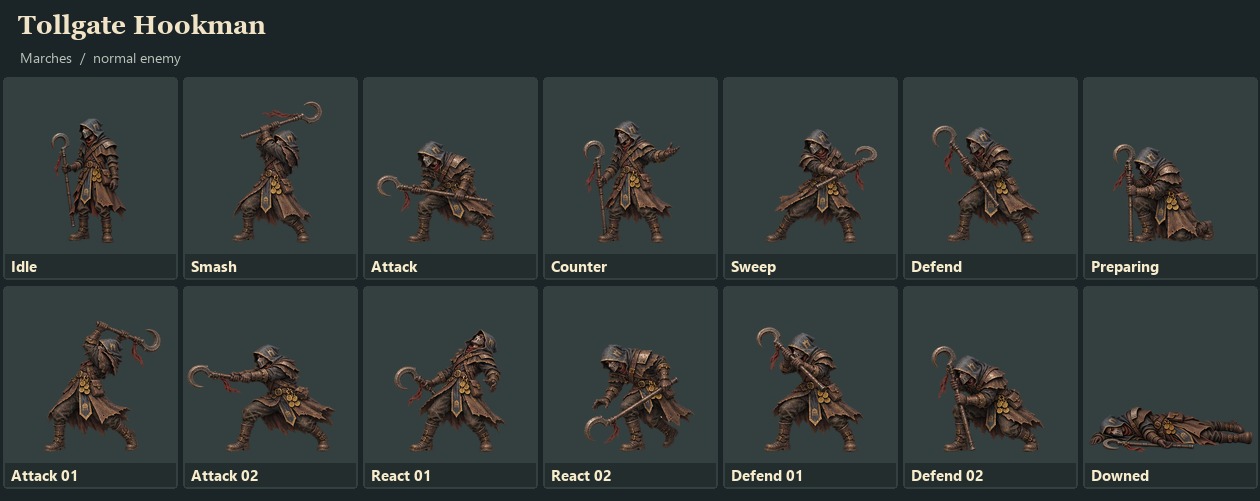 Tollgate Hookman
Marches / normal enemy
Idle
Smash
Attack
Counter
Sweep
Defend
Preparing
Attack 01
Attack 02
React 01
React 02
Defend 01
Defend 02
Downed